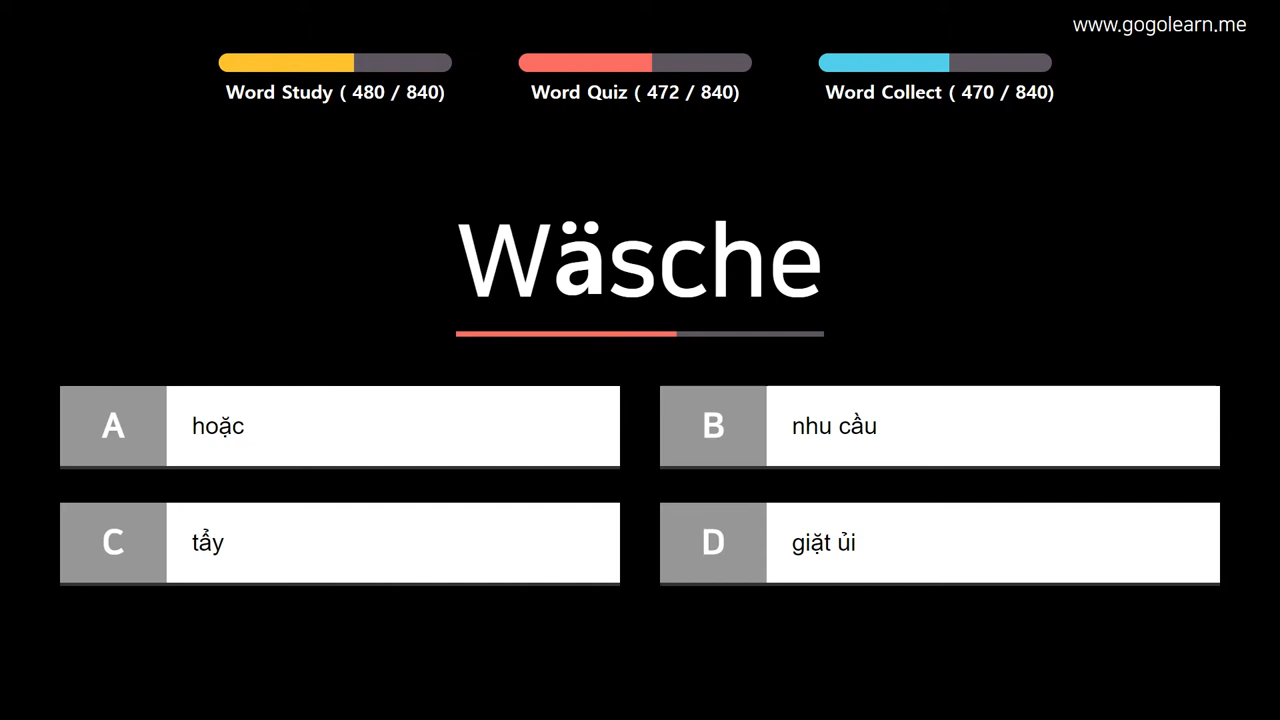 www.gogolearn.me
Word Study ( 480 / 840)
Word Quiz ( 472 / 840)
Word Collect ( 470 / 840)
Wäsche
A hoặc
B nhu cầu
C tẩy
D giặt ủi